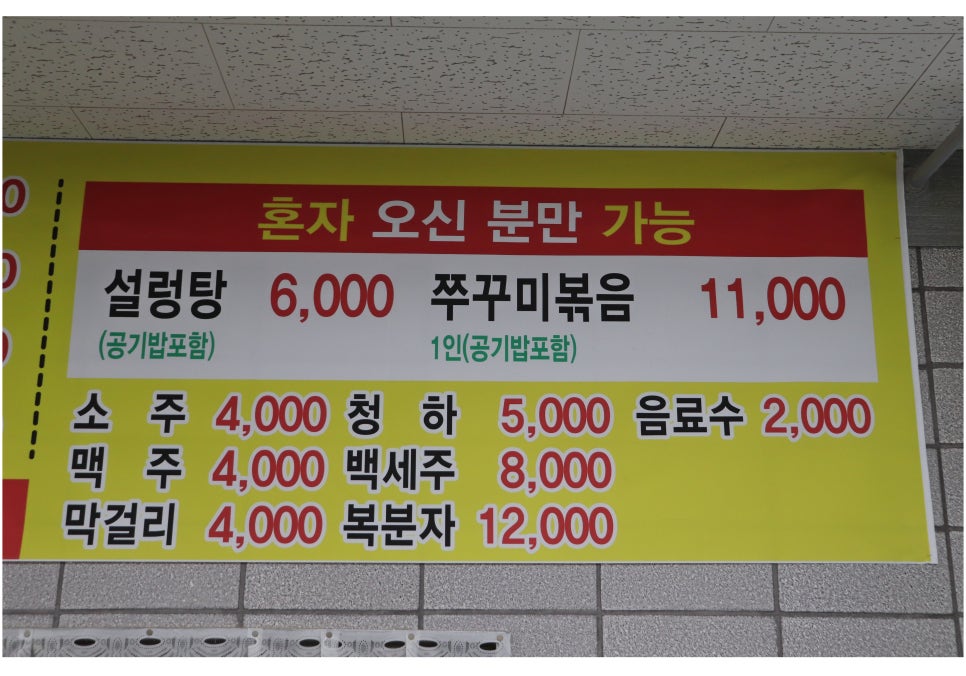 혼자 오신 분만 가능
설렁탕 6,000 쭈꾸미볶음 11,000
(공기밥포함) 1인(공기밥포함)
소 주 4,000 청 하 5,000 음료수 2,000
맥 주 4,000 백세주 8,000
막걸리 4,000 복분자 12,000